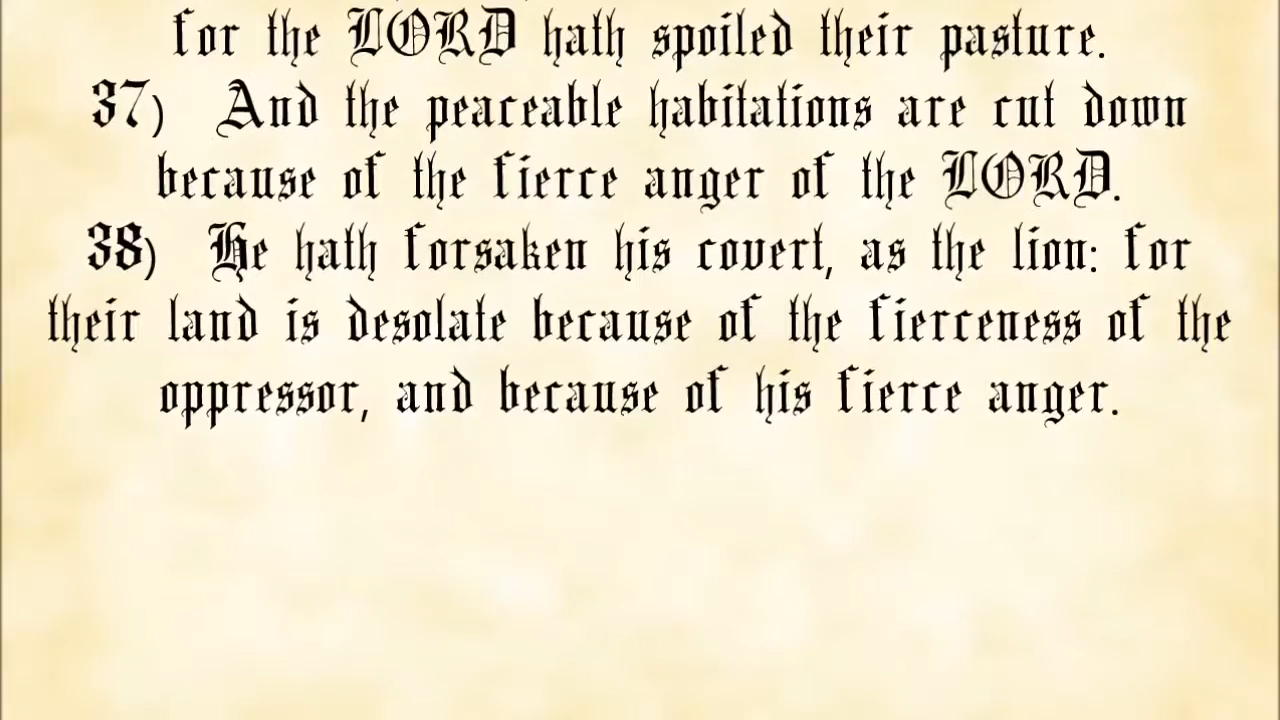 for the LORD hath spoiled their pasture.
37) And the peaceable habitations are cut down
because of the fierce anger of the LORD.
38) He hath forsaken his covert, as the lion: for
their land is desolate because of the fierceness of the
oppressor, and because of his fierce anger.